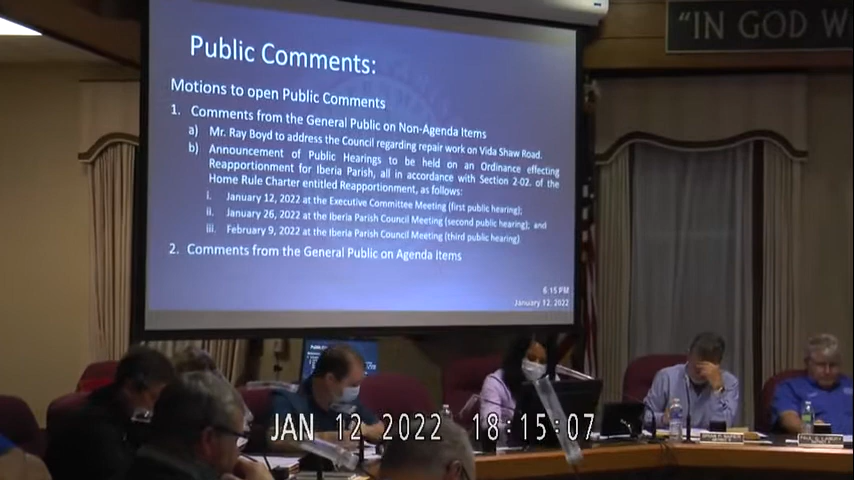 "IN GOD W
Public Comments:
Motions to open Public Comments
1. Comments from the General Public on Non-Agenda Items
a) Mr. Ray Boyd to address the Council regarding repair work on Vida Shaw Road.
b) Announcement of Public Hearings to be held on an Ordinance effecting
Reapportionment for Iberia Parish, all in accordance with Section 2-02. of the
Home Rule Charter entitled Reapportionment, as follows:
i. January 12, 2022 at the Executive Committee Meeting (first public hearing);
ii. January 26, 2022 at the Iberia Parish Council Meeting (second public hearing); and
iii. February 9, 2022 at the Iberia Parish Council Meeting (third public hearing)
2. Comments from the General Public on Agenda Items
6:15 PM
January 12, 2022
JAN 12 2022 18:15:07